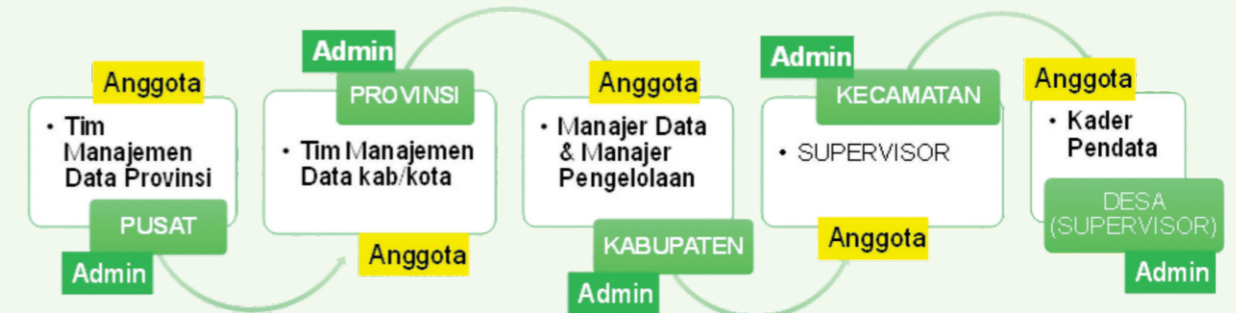 Anggota
• Tim
Manajemen
Data Provinsi
PUSAT
Admin
Admin
PROVINSI
• Tim Manajemen
Data kab/kota
Anggota
Anggota
• Manajer Data
& Manajer
Pengelolaan
KABUPATEN
Admin
Admin
KECAMATAN
• SUPERVISOR
Anggota
Anggota
• Kader
Pendata
DESA
(SUPERVISOR)
Admin